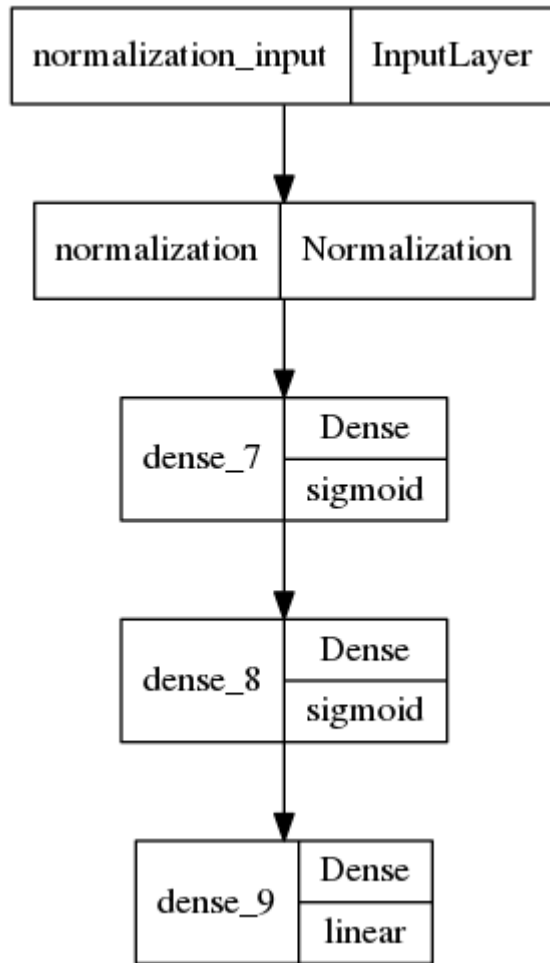 normalization_input InputLayer
normalization Normalization
dense_7 Dense
sigmoid
dense_8 Dense
sigmoid
dense_9 Dense
linear